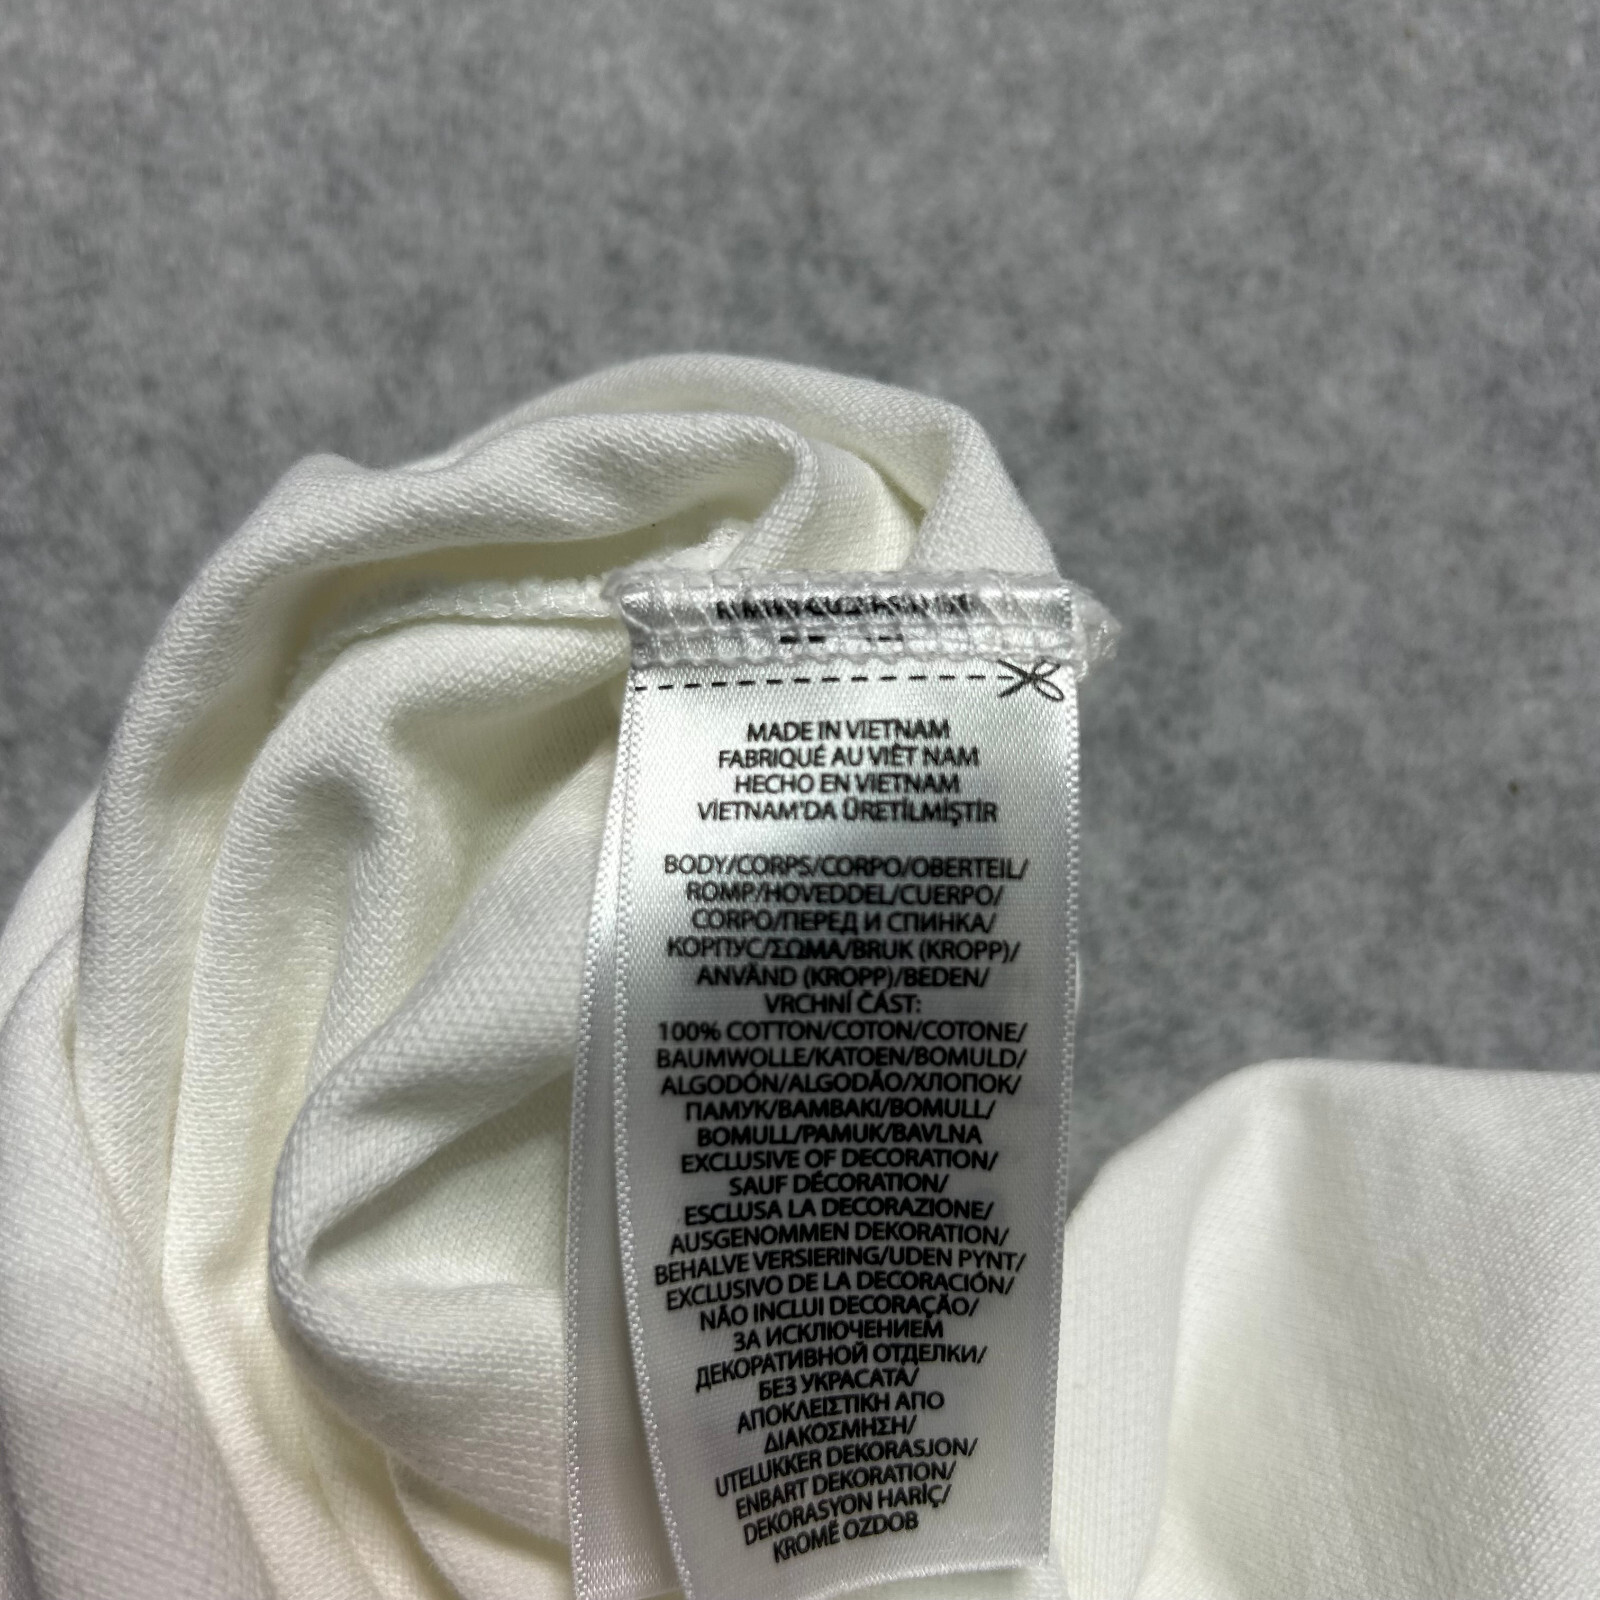 MADE IN VIETNAM
FABRIQUÉ AU VIÊT NAM
HECHO EN VIETNAM
VİETNAM'DA ÜRETİLMİŞTİR
BODY/CORPS/CORPO/OBERTEIL/
ROMP/HOVEDDEL/CUERPO/
CORPO/ПЕРЕД И СПИНКА/
КОРПУС/ΣΩΜΑ/BRUK (KROPP)/
ANVÄND (KROPP)/BEDEN/
VRCHNÍ ČÁST:
100% COTTON/COTON/COTONE/
BAUMWOLLE/KATOEN/BOMULD/
ALGODÓN/ALGODÃO/ХЛОПОК/
ПАМУК/ΒΑΜΒΑΚΙ/BOMULL/
BOMULL/PAMUK/BAVLNA
EXCLUSIVE OF DECORATION/
SAUF DÉCORATION/
ESCLUSA LA DECORAZIONE/
AUSGENOMMEN DEKORATION/
BEHALVE VERSIERING/UDEN PYNT/
EXCLUSIVO DE LA DECORACIÓN/
NÃO INCLUI DECORAÇÃO/
ЗА ИСКЛЮЧЕНИЕМ
ДЕКОРАТИВНОЙ ОТДЕЛКИ/
БЕЗ УКРАСАТА/
ΑΠΟΚΛΕΙΣΤΙΚΗ ΑΠΟ
ΔΙΑΚΟΣΜΗΣΗ/
UTELUKKER DEKORASJON/
ENBART DEKORATION/
DEKORASYON HARİÇ/
KROMĚ OZDOB